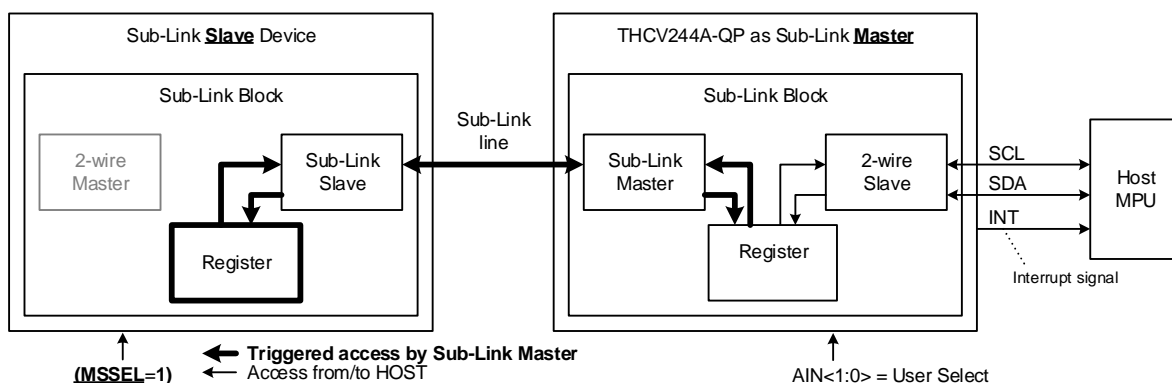 Sub-Link Slave Device
THCV244A-QP as Sub-Link Master
Sub-Link Block
Sub-Link Block
Sub-Link
line
2-wire
Master
Sub-Link
Slave
Register
Sub-Link
Master
2-wire
Slave
Register
SCL
SDA
INT
Host
MPU
Interrupt signal
(MSSEL=1)
Triggered access by Sub-Link Master
Access from/to HOST
AIN<1:0> = User Select